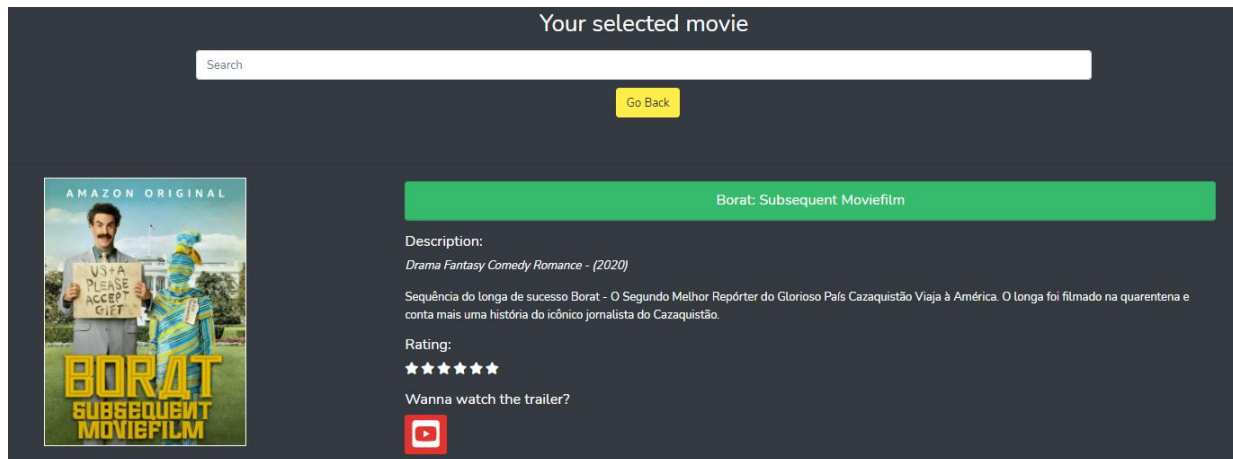 Your selected movie
Search
Go Back
AMAZON ORIGINAL
US+A
PLEASE
ACCEPT
GIFT
BORAT
SUBSEQUENT
MOVIEFILM
Borat: Subsequent Moviefilm
Description:
Drama Fantasy Comedy Romance - (2020)
Sequência do longa de sucesso Borat - O Segundo Melhor Repórter do Glorioso País Cazaquistão Viaja à América. O longa foi filmado na quarentena e
conta mais uma história do icônico jornalista do Cazaquistão.
Rating:
Wanna watch the trailer?